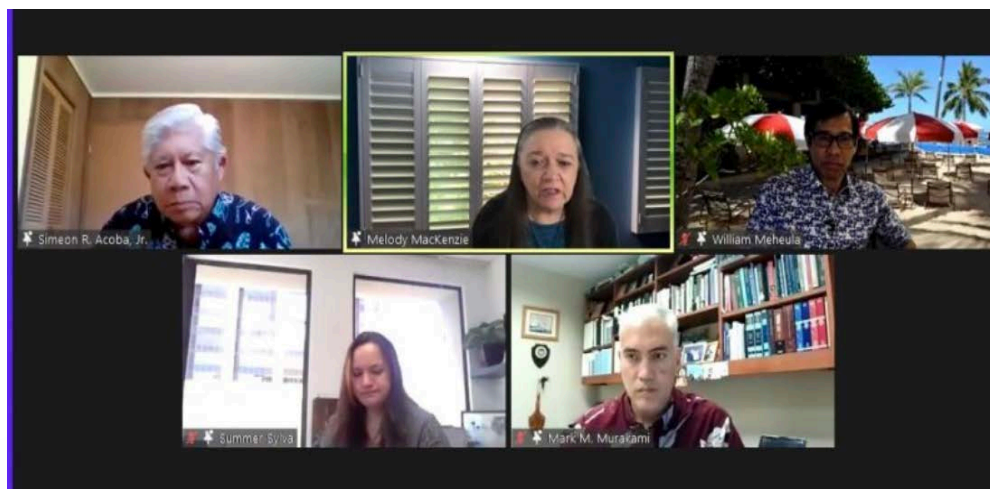 Simeon R. Acoba, Jr.
Melody MacKenzie
William Meheula
Summer Sylva
Mark M. Murakami